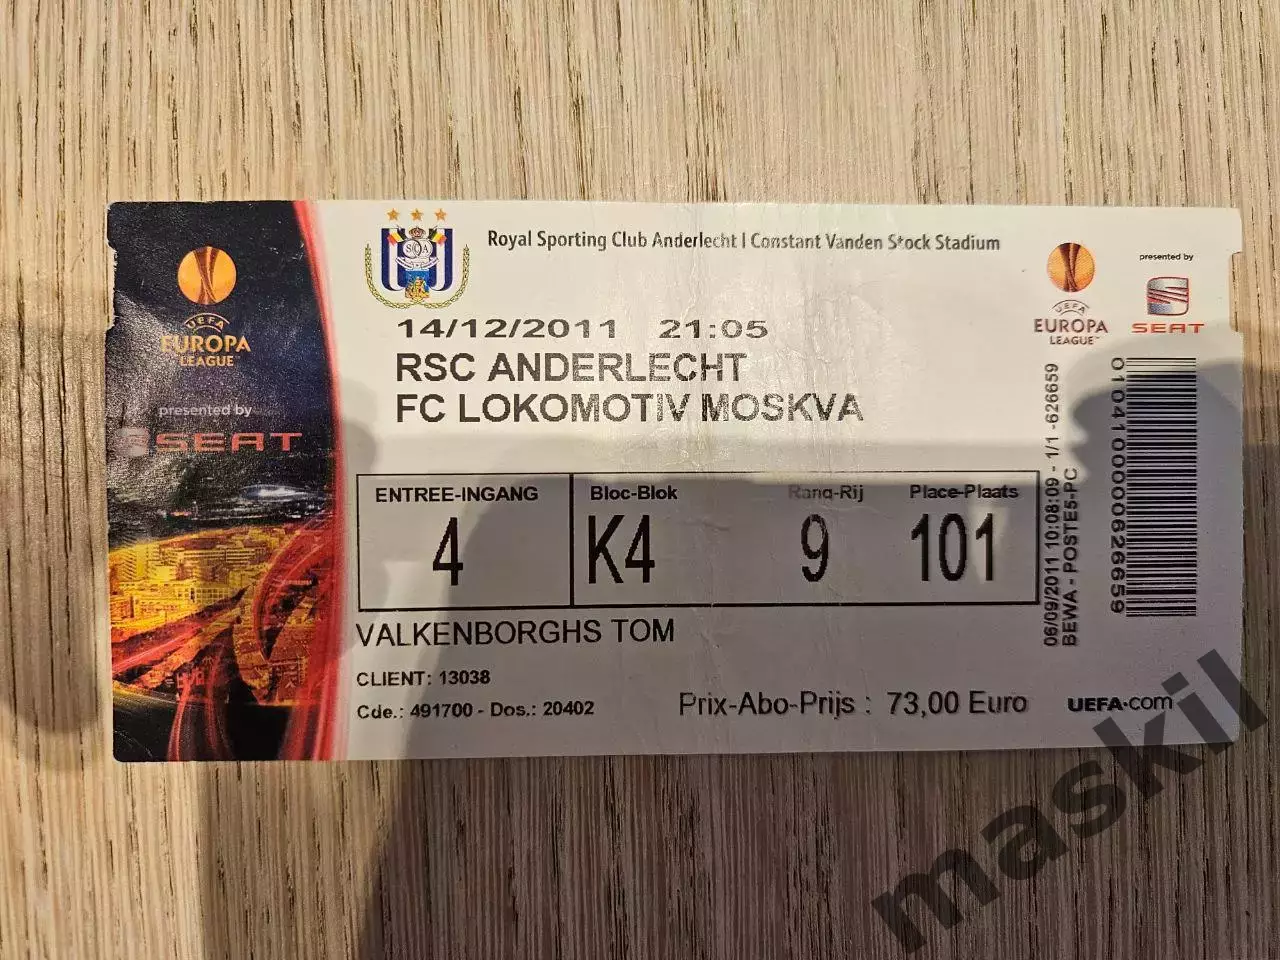 Royal Sporting Club Anderlecht | Constant Vanden Stock Stadium
14/12/2011 21:05
RSC ANDERLECHT
FC LOKOMOTIV MOSKVA
UEFA
EUROPA
LEAGUE™
presented by
SEAT
UEFA
EUROPA
LEAGUE™
presented by
SEAT
ENTREE-INGANG
4
Bloc-Blok
K4
Rang-Rij
9
Place-Plaats
101
VALKENBORGHS TOM
CLIENT: 13038
Cde.: 491700 - Dos.: 20402
Prix-Abo-Prijs : 73,00 Euro
UEFA.com
06/09/2011 10:08:09 - 1/1 -626659
BEWA - POSTE5-PC
0104100000626659
maskil